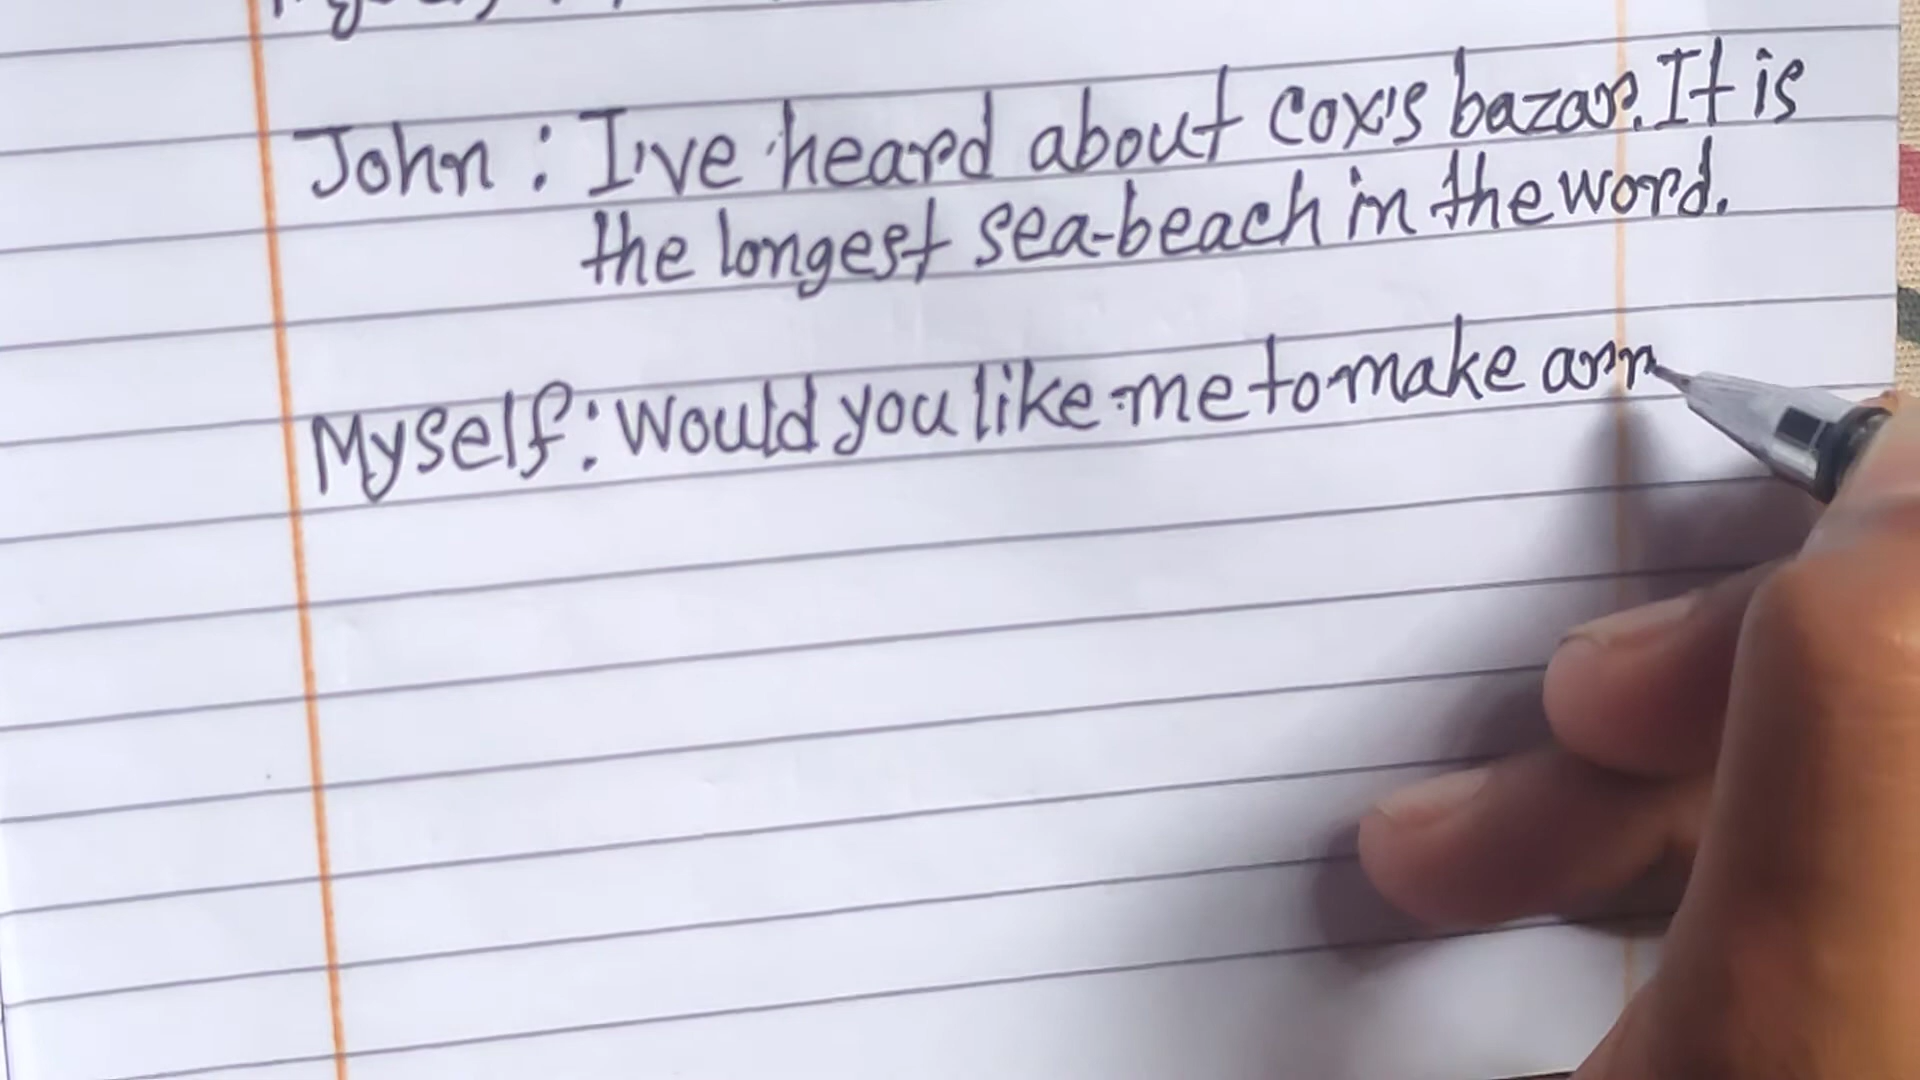 John : I've heard about cox's bazar. It is
the longest sea-beach in the word.
Myself : Would you like me to make arr